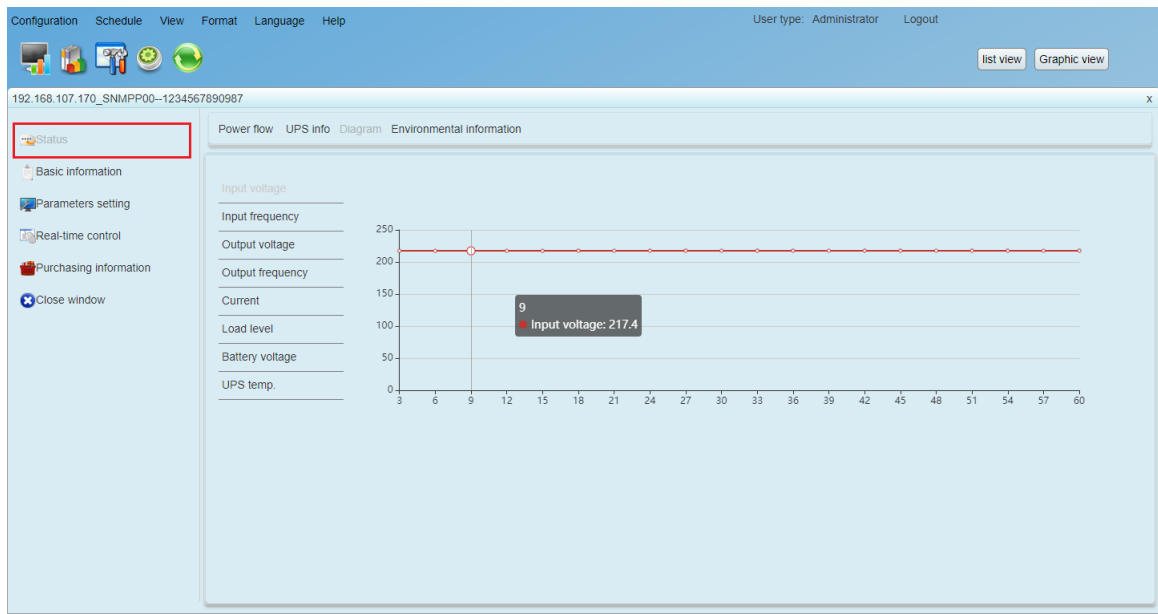 Configuration Schedule View Format Language Help User type: Administrator Logout
list view Graphic view
192.168.107.170_SNMPP00--1234567890987 x
Status
Basic information
Parameters setting
Real-time control
Purchasing information
Close window
Power flow UPS info Diagram Environmental information
Input voltage
Input frequency
Output voltage
Output frequency
Current
Load level
Battery voltage
UPS temp.
250
200
150
100
50
0
9
Input voltage: 217.4
3 6 9 12 15 18 21 24 27 30 33 36 39 42 45 48 51 54 57 60